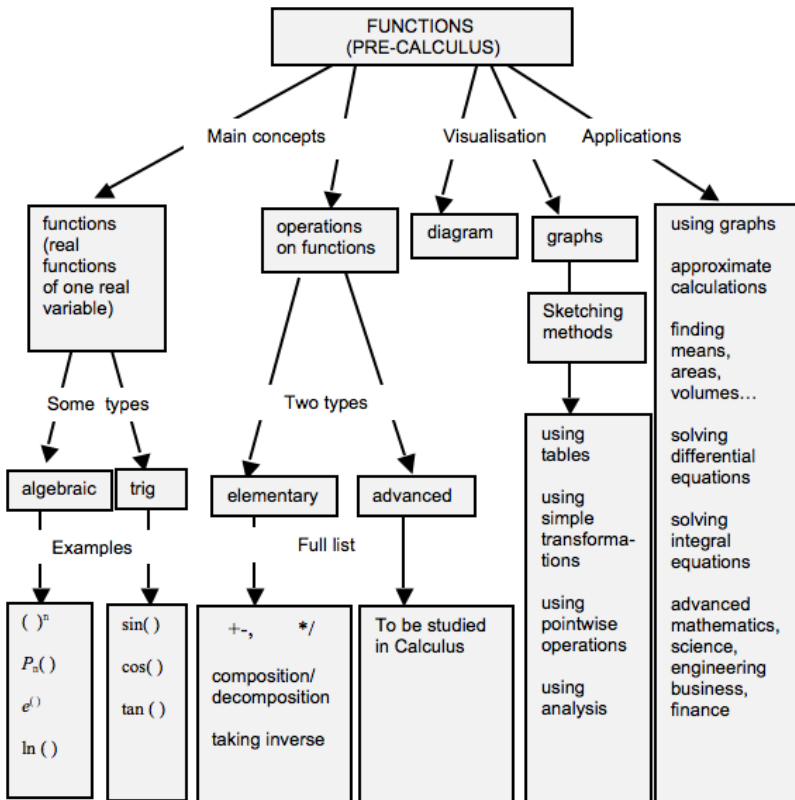 FUNCTIONS
(PRE-CALCULUS)
Main concepts
Visualisation
Applications
functions
(real
functions
of one real
variable)
operations
on functions
diagram
graphs
Sketching
methods
using graphs
approximate
calculations
finding
means,
areas,
volumes…
solving
differential
equations
solving
integral
equations
advanced
mathematics,
science,
engineering
business,
finance
Some types
Two types
algebraic
trig
elementary
advanced
using
tables
using
simple
transforma-
tions
using
pointwise
operations
using
analysis
Examples
Full list
( )ⁿ
Pₙ( )
e⁽ ⁾
ln ( )
sin( )
cos( )
tan ( )
+-, */
composition/
decomposition
taking inverse
To be studied
in Calculus